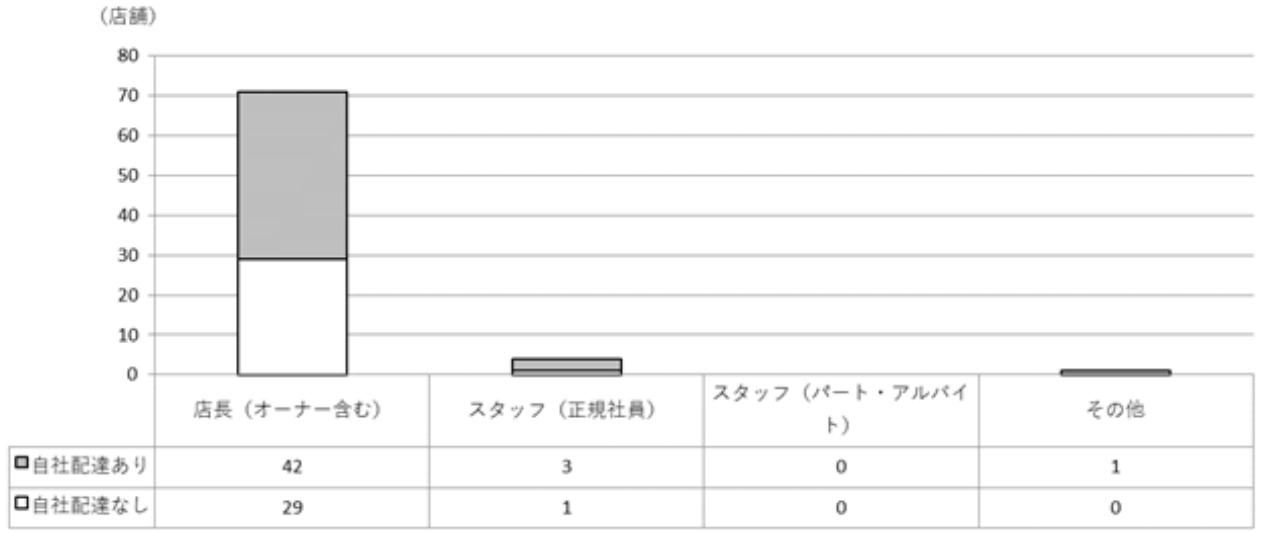 (店舗)
80
70
60
50
40
30
20
10
0
店長（オーナー含む） スタッフ（正規社員） スタッフ（パート・アルバイ その他
ト）
自社配達あり 42 3 0 1
自社配達なし 29 1 0 0